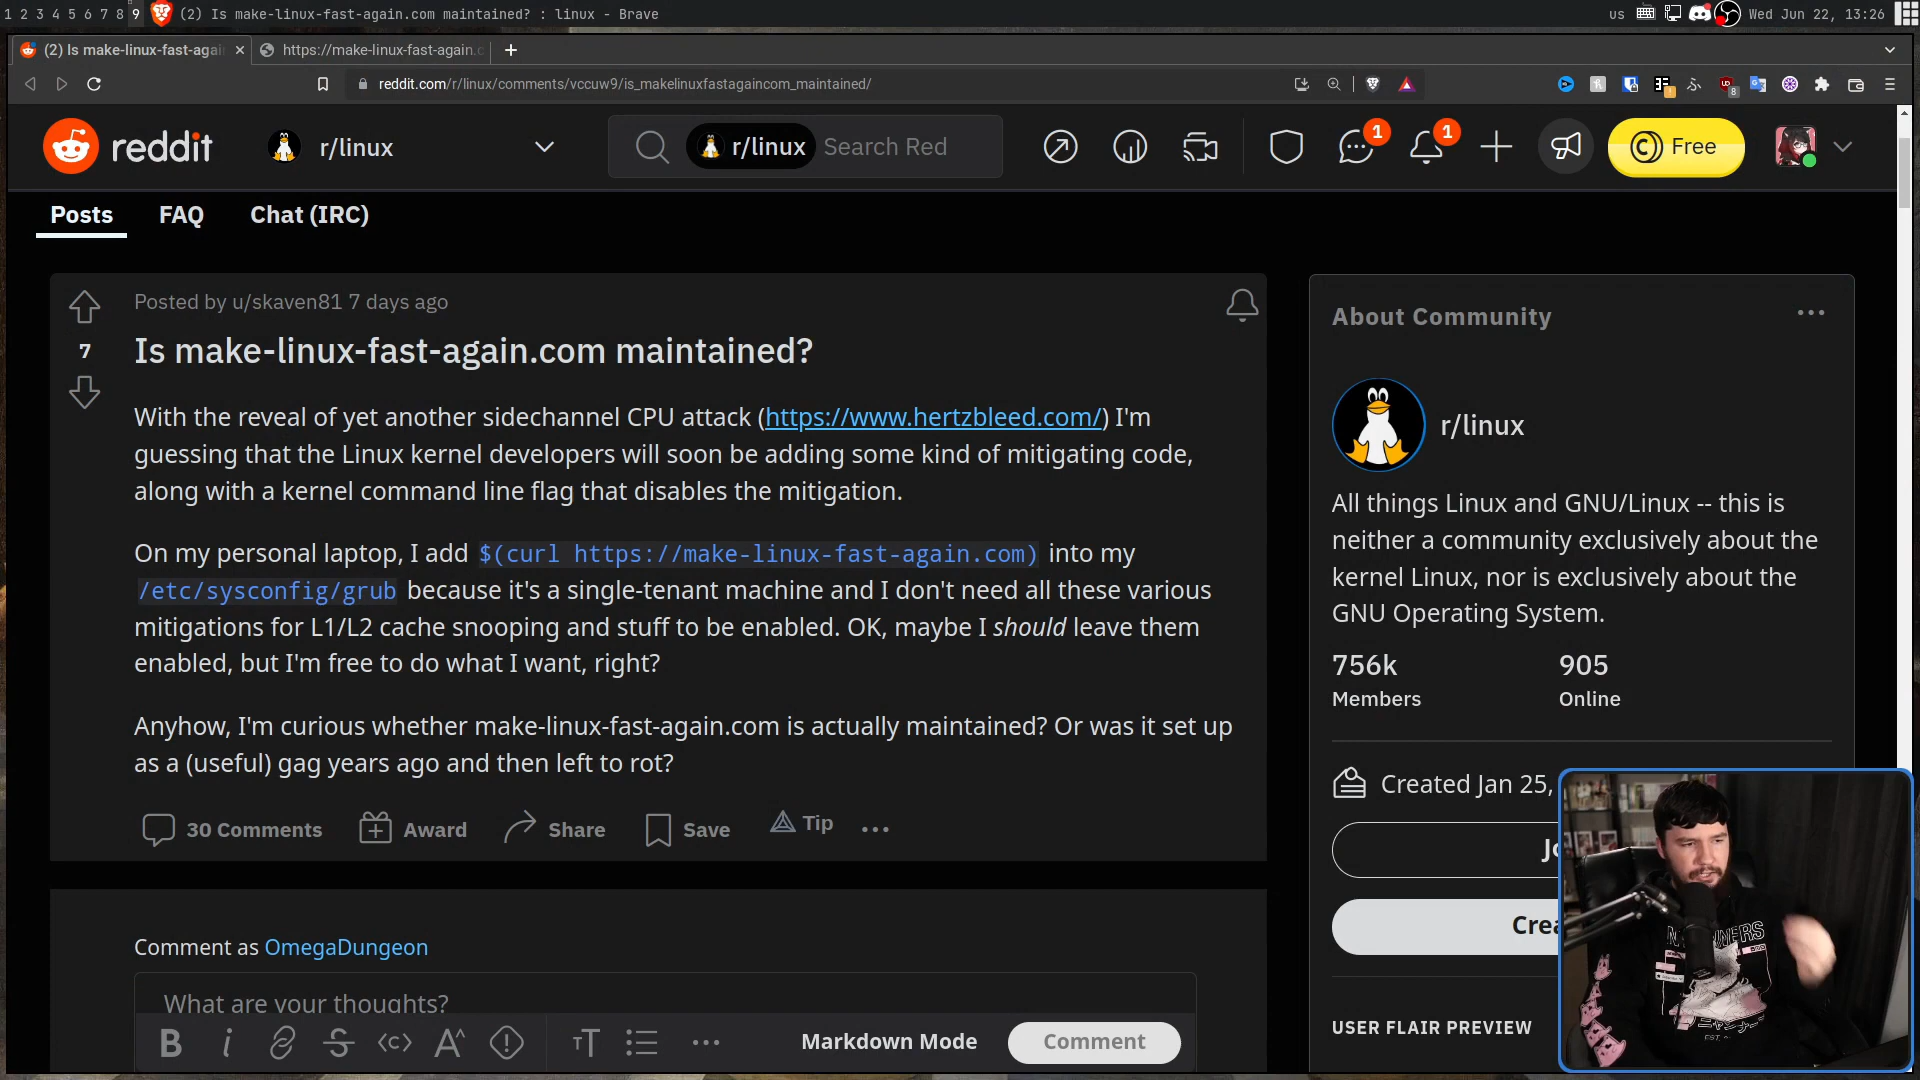 1 2 3 4 5 6 7 8 9 (2) Is make-linux-fast-again.com maintained? : linux - Brave us Wed Jun 22, 13:26
(2) Is make-linux-fast-agai https://make-linux-fast-again.c
reddit.com/r/linux/comments/vccuw9/is_makelinuxfastagaincom_maintained/
reddit r/linux r/linux Search Red 1 1 Free
Posts FAQ Chat (IRC)
Posted by u/skaven81 7 days ago
7
Is make-linux-fast-again.com maintained?
With the reveal of yet another sidechannel CPU attack (https://www.hertzbleed.com/) I'm
guessing that the Linux kernel developers will soon be adding some kind of mitigating code,
along with a kernel command line flag that disables the mitigation.
On my personal laptop, I add $(curl https://make-linux-fast-again.com) into my
/etc/sysconfig/grub because it's a single-tenant machine and I don't need all these various
mitigations for L1/L2 cache snooping and stuff to be enabled. OK, maybe I should leave them
enabled, but I'm free to do what I want, right?
Anyhow, I'm curious whether make-linux-fast-again.com is actually maintained? Or was it set up
as a (useful) gag years ago and then left to rot?
30 Comments Award Share Save Tip
Comment as OmegaDungeon
What are your thoughts?
Markdown Mode Comment
About Community
r/linux
All things Linux and GNU/Linux -- this is
neither a community exclusively about the
kernel Linux, nor is exclusively about the
GNU Operating System.
756k 905
Members Online
Created Jan 25,
Jo
Crea
USER FLAIR PREVIEW